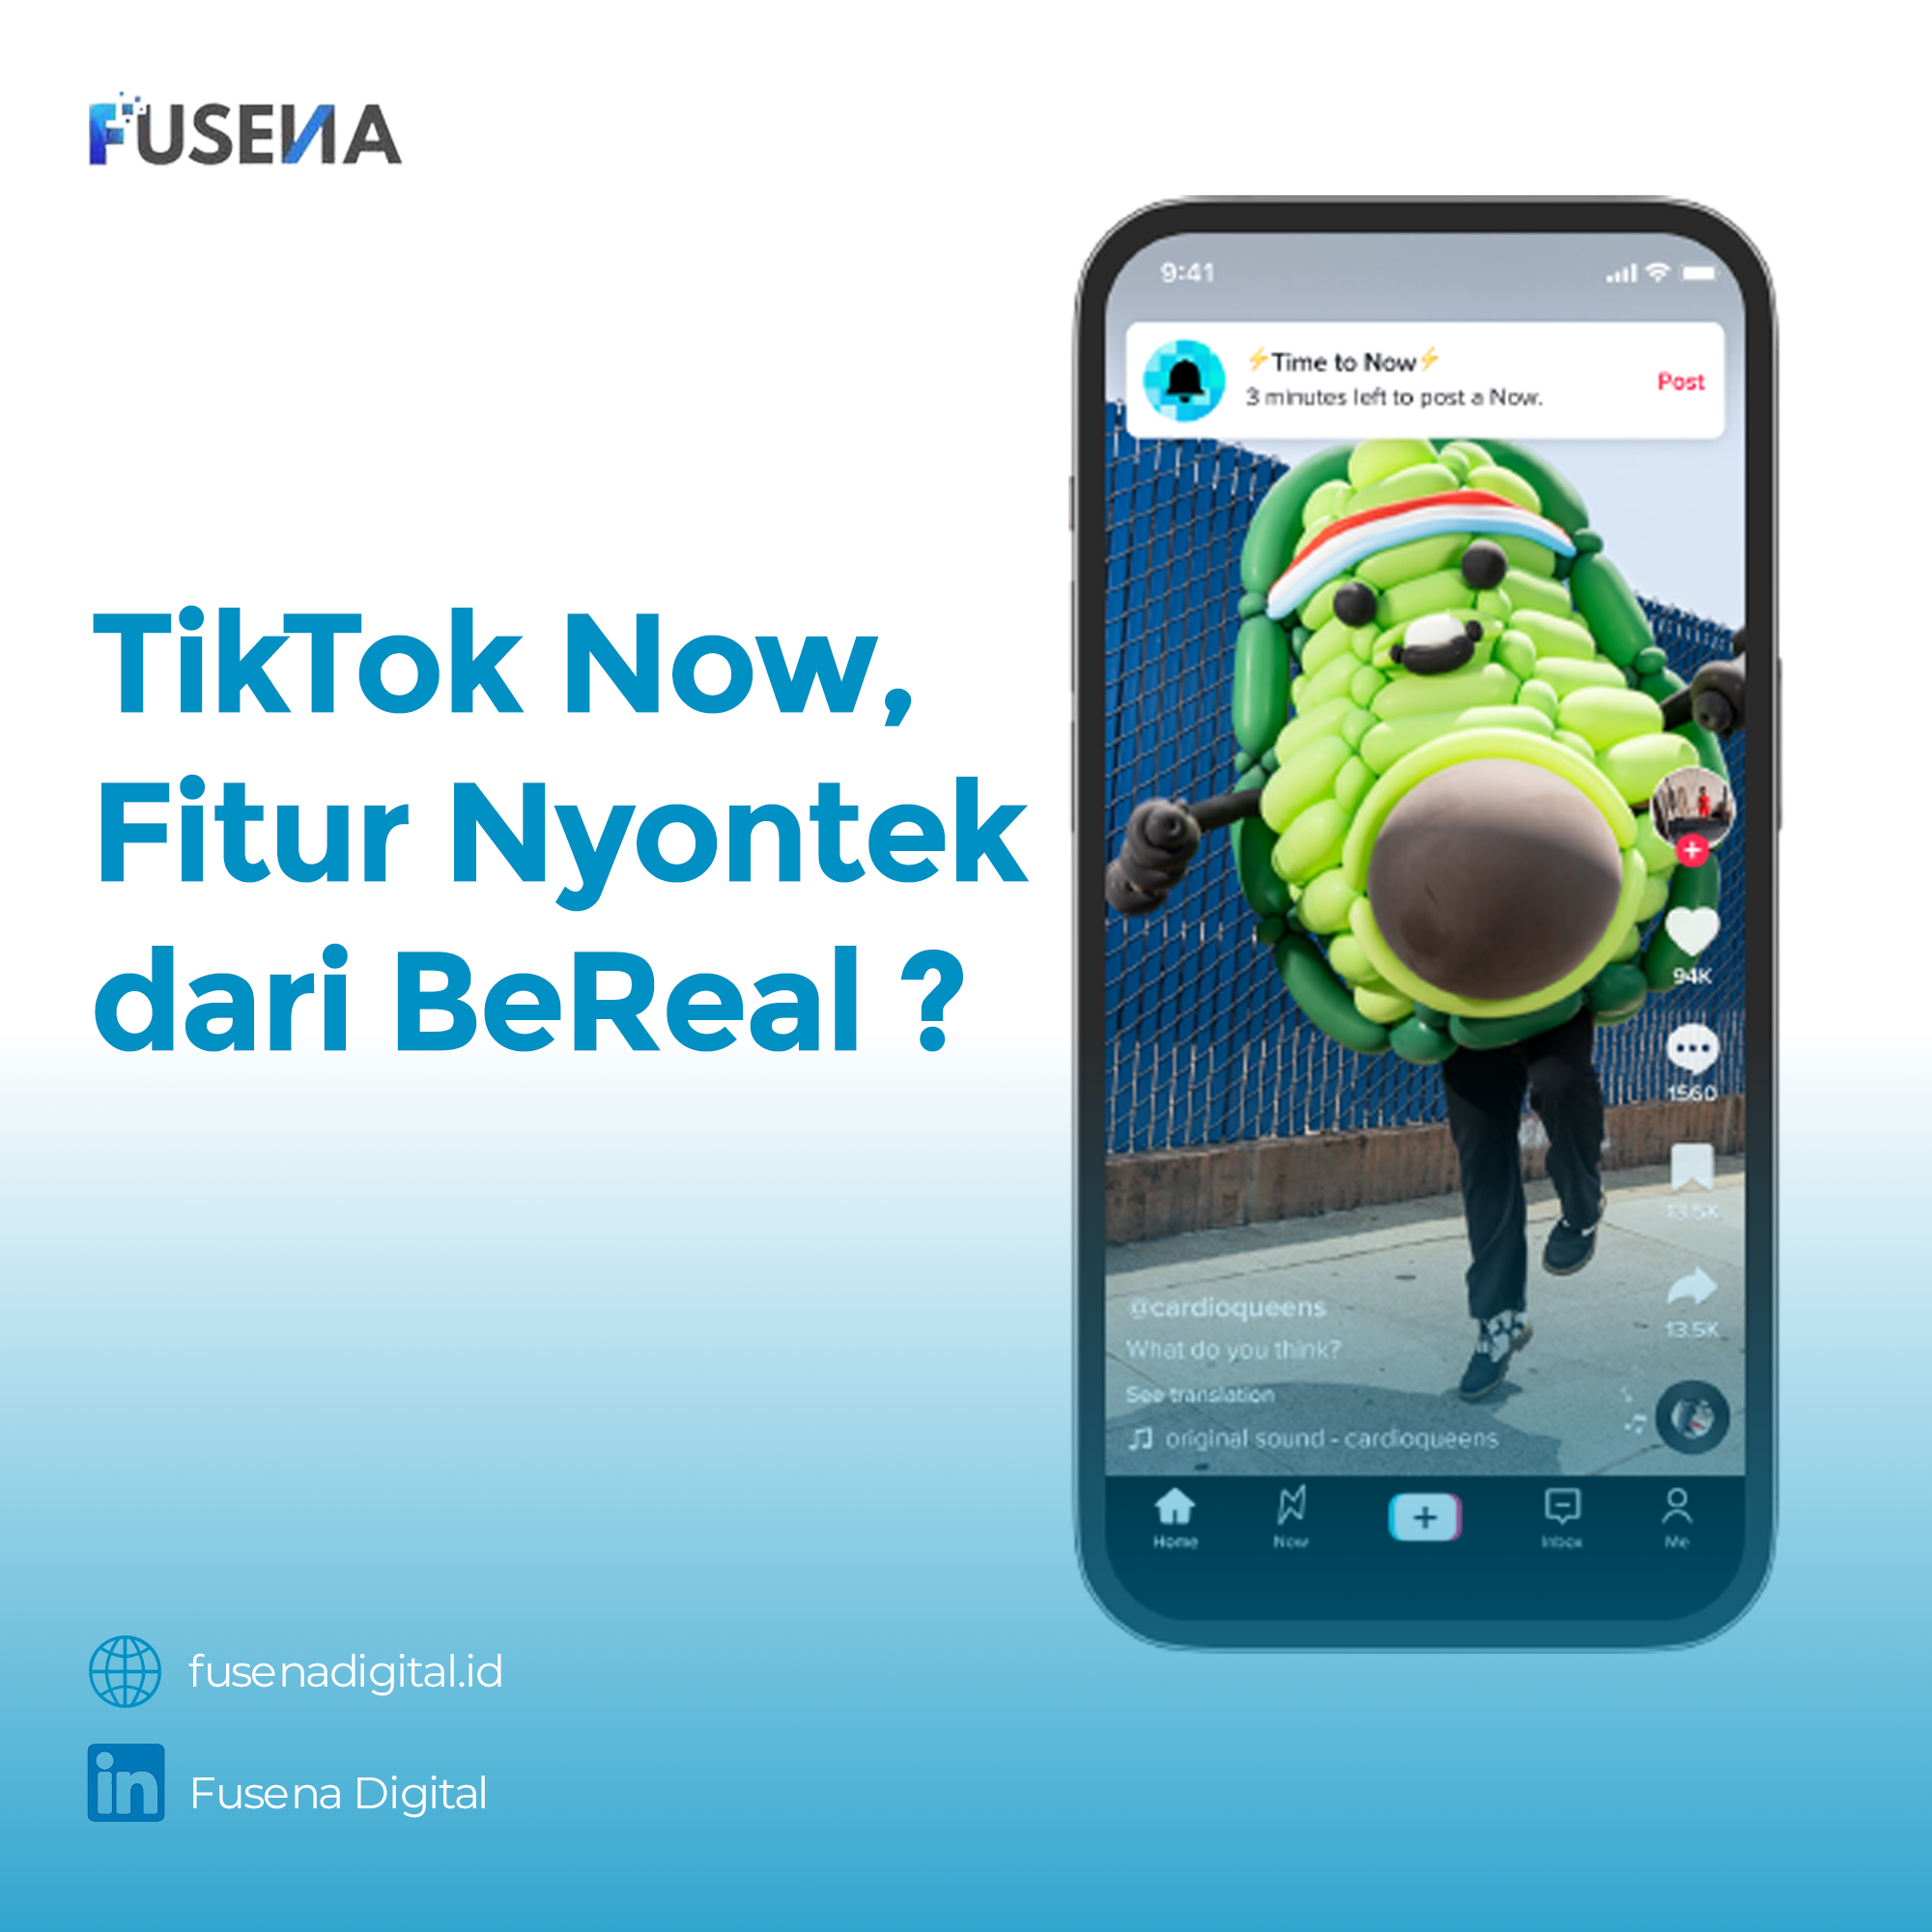 FUSENA
TikTok Now,
Fitur Nyontek
dari BeReal ?
fusenadigital.id
in
Fusena Digital
9:41
⚡Time to Now⚡
3 minutes left to post a Now.
Post
94K
1560
13.5K
13.5K
@cardioqueens
What do you think?
See translation
original sound - cardioqueens
Home
Now
Inbox
Me